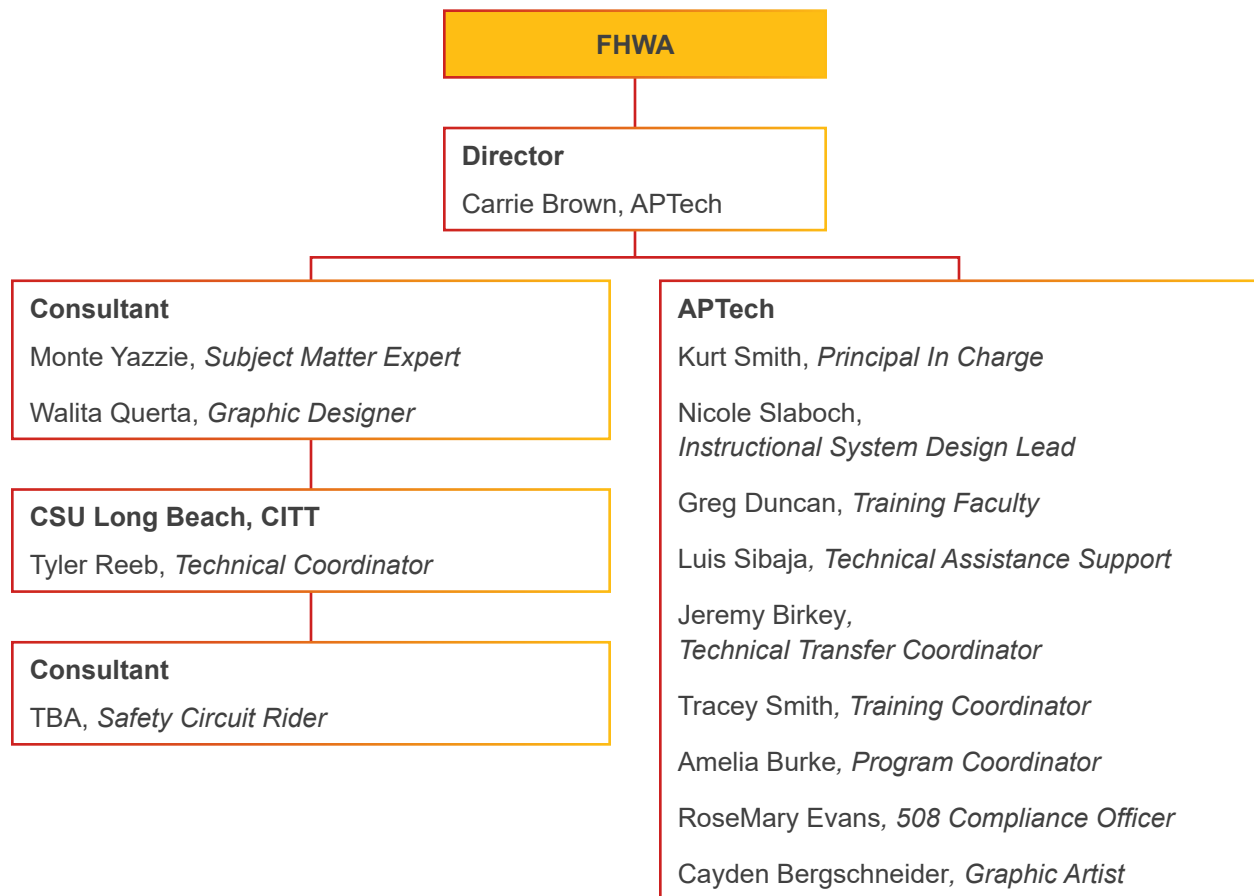 FHWA
Director
Carrie Brown, APTech
Consultant
Monte Yazzie, Subject Matter Expert
Walita Querta, Graphic Designer
CSU Long Beach, CITT
Tyler Reeb, Technical Coordinator
Consultant
TBA, Safety Circuit Rider
APTech
Kurt Smith, Principal In Charge
Nicole Slaboch,
Instructional System Design Lead
Greg Duncan, Training Faculty
Luis Sibaja, Technical Assistance Support
Jeremy Birkey,
Technical Transfer Coordinator
Tracey Smith, Training Coordinator
Amelia Burke, Program Coordinator
RoseMary Evans, 508 Compliance Officer
Cayden Bergschneider, Graphic Artist